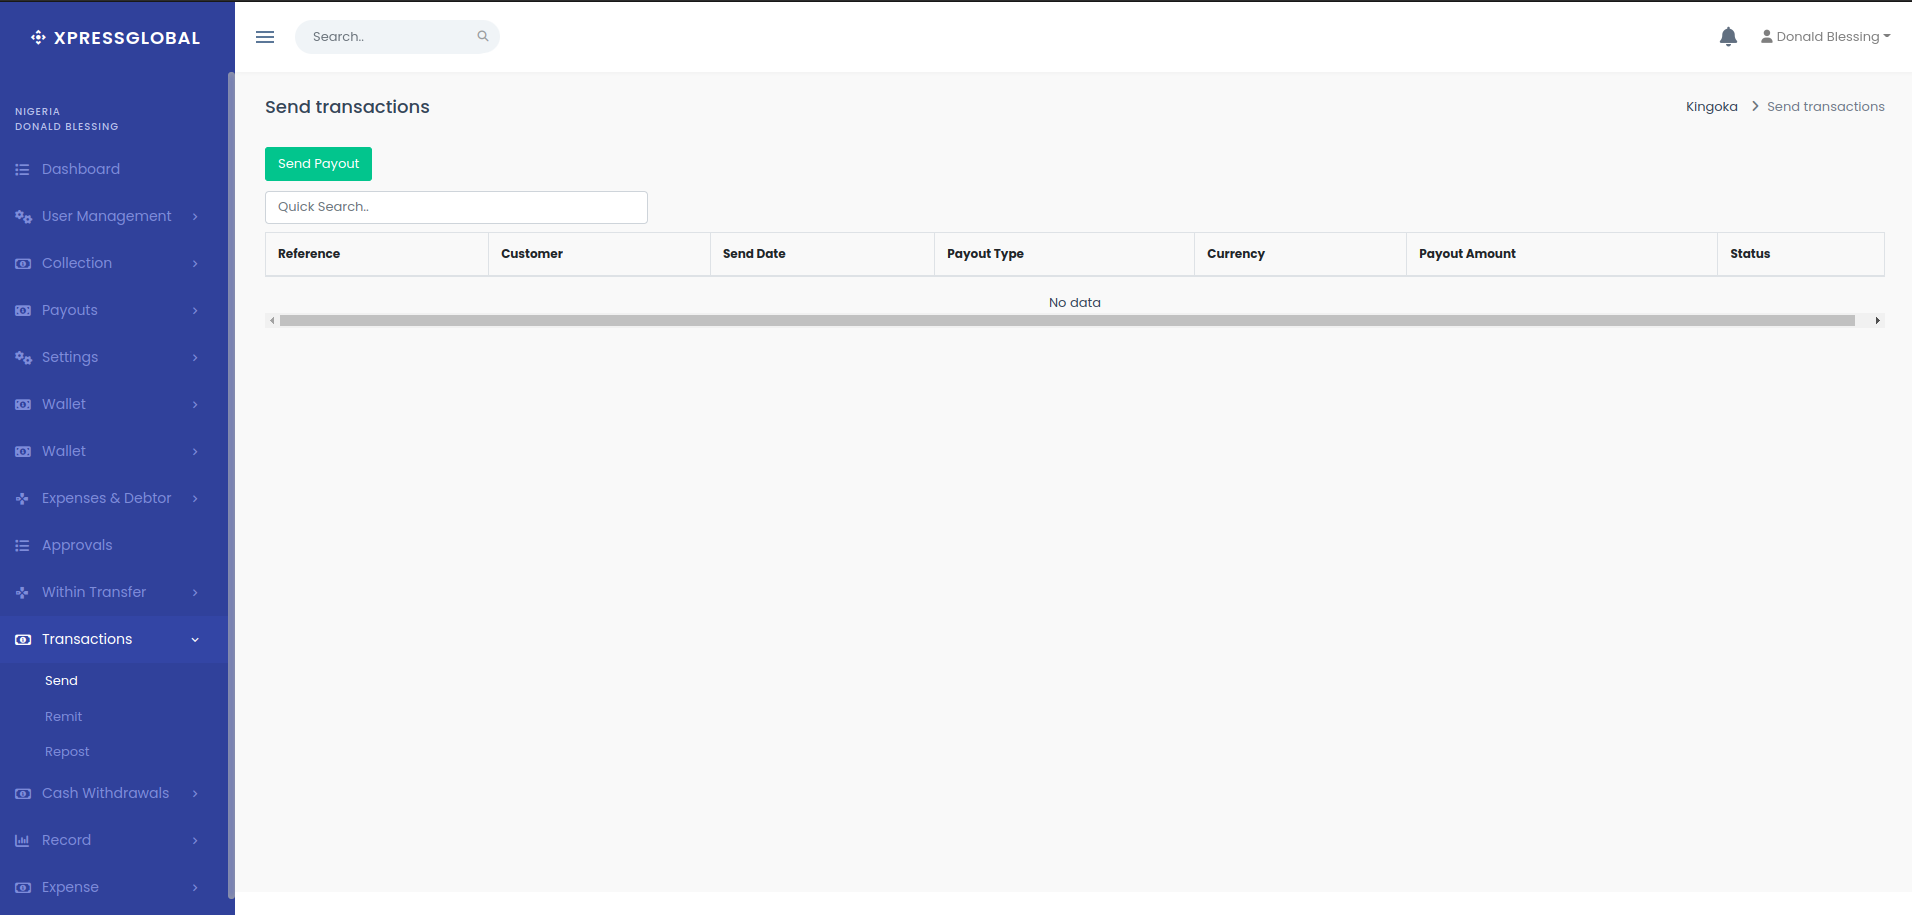 XPRESSGLOBAL
NIGERIA
DONALD BLESSING
Dashboard
User Management
Collection
Payouts
Settings
Wallet
Wallet
Expenses & Debtor
Approvals
Within Transfer
Transactions
Send
Remit
Repost
Cash Withdrawals
Record
Expense
Search..
Donald Blessing
Send transactions
Kingoka > Send transactions
Send Payout
Quick Search..
Reference Customer Send Date Payout Type Currency Payout Amount Status
No data